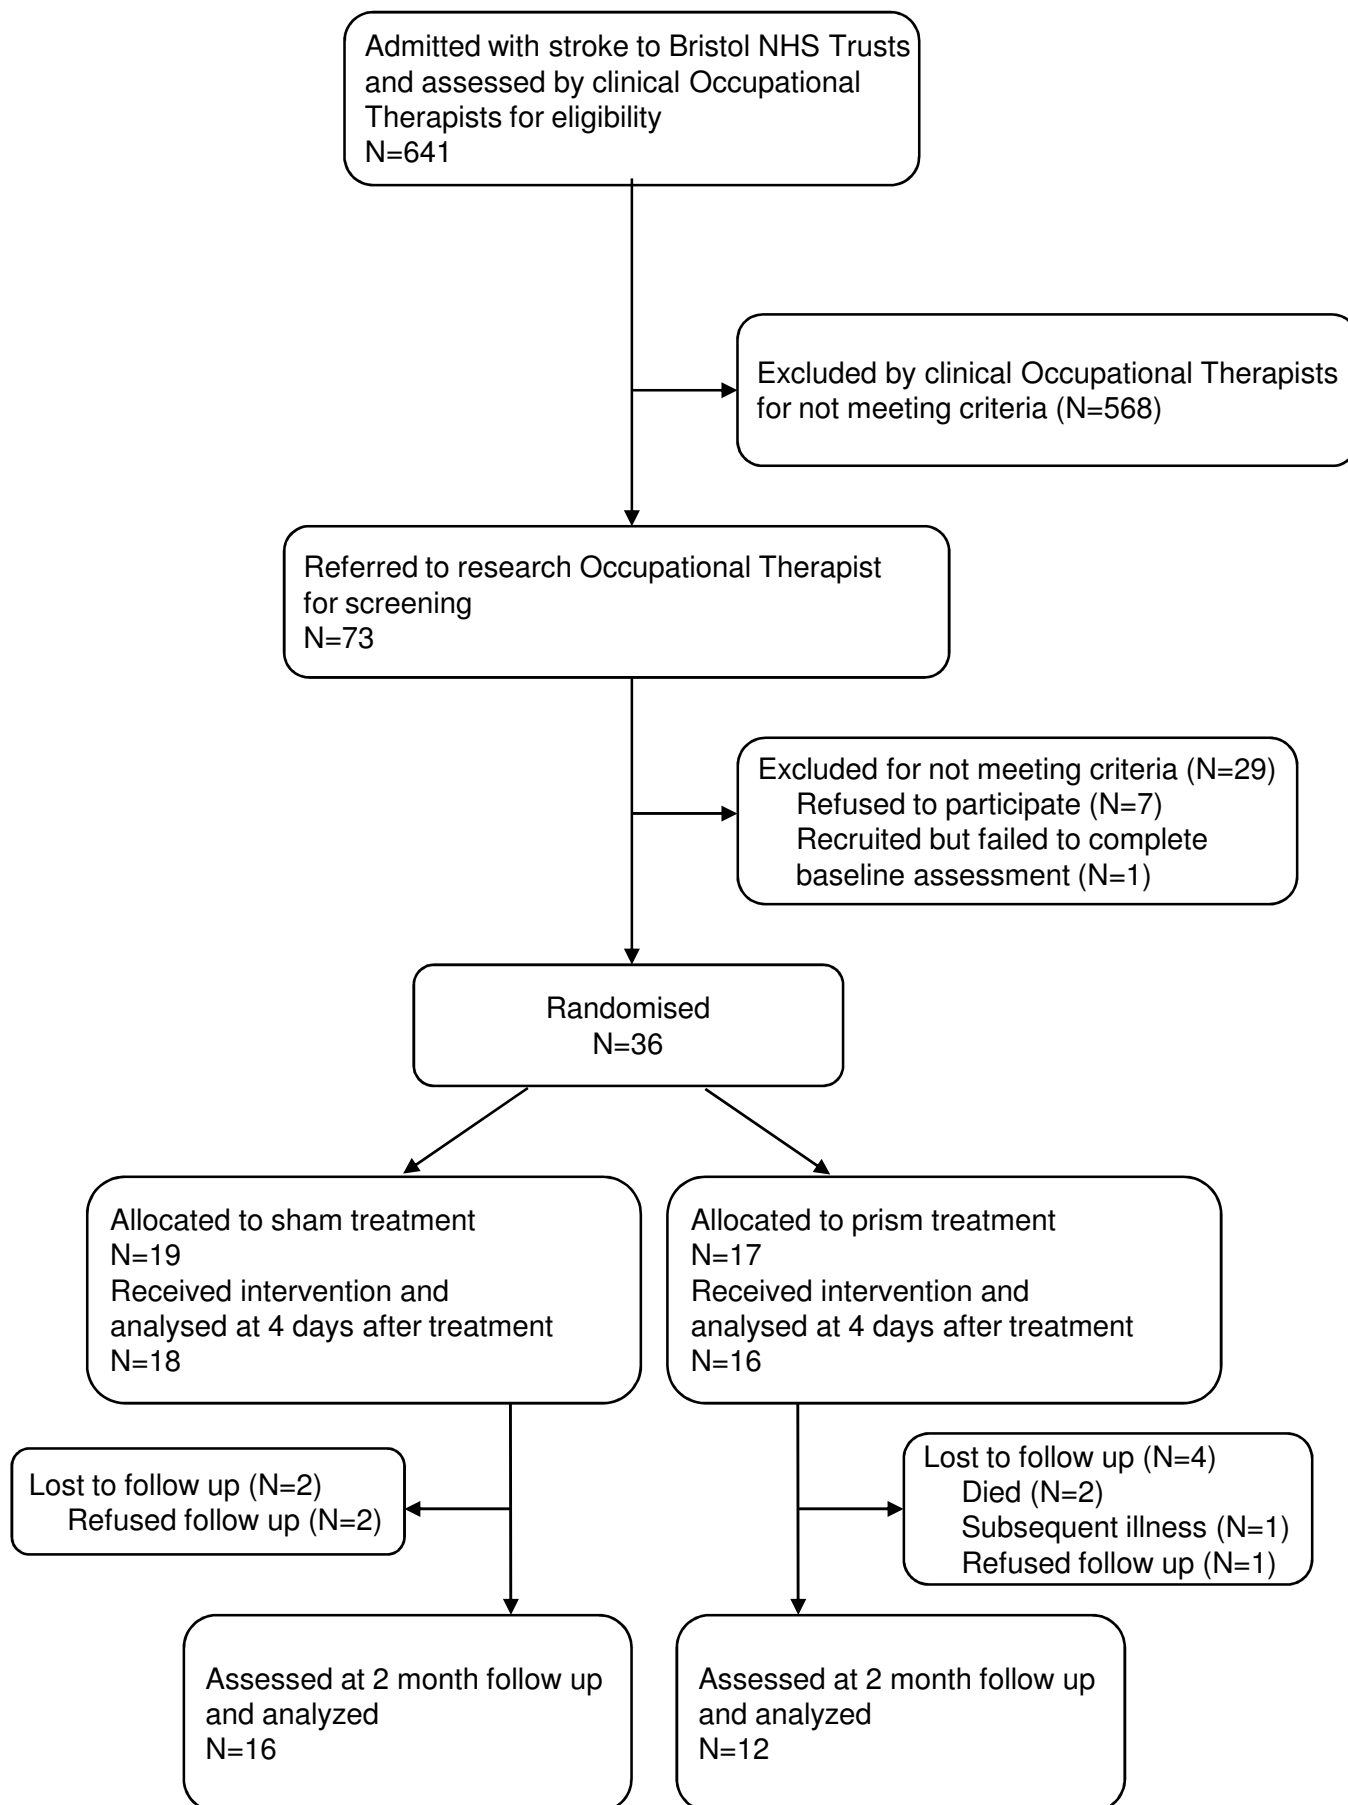 Admitted with stroke to Bristol NHS Trusts
and assessed by clinical Occupational
Therapists for eligibility
N=641
Excluded by clinical Occupational Therapists
for not meeting criteria (N=568)
Referred to research Occupational Therapist
for screening
N=73
Excluded for not meeting criteria (N=29)
Refused to participate (N=7)
Recruited but failed to complete
baseline assessment (N=1)
Randomised
N=36
Allocated to sham treatment
N=19
Received intervention and
analysed at 4 days after treatment
N=18
Allocated to prism treatment
N=17
Received intervention and
analysed at 4 days after treatment
N=16
Lost to follow up (N=2)
Refused follow up (N=2)
Lost to follow up (N=4)
Died (N=2)
Subsequent illness (N=1)
Refused follow up (N=1)
Assessed at 2 month follow up
and analyzed
N=16
Assessed at 2 month follow up
and analyzed
N=12